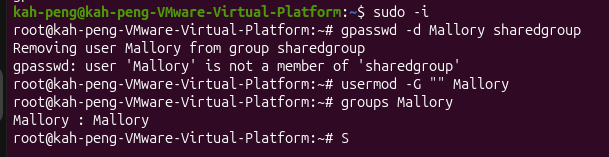 kah-peng@kah-peng-VMware-Virtual-Platform:~$ sudo -i
root@kah-peng-VMware-Virtual-Platform:~# gpasswd -d Mallory sharedgroup
Removing user Mallory from group sharedgroup
gpasswd: user 'Mallory' is not a member of 'sharedgroup'
root@kah-peng-VMware-Virtual-Platform:~# usermod -G "" Mallory
root@kah-peng-VMware-Virtual-Platform:~# groups Mallory
Mallory : Mallory
root@kah-peng-VMware-Virtual-Platform:~# S